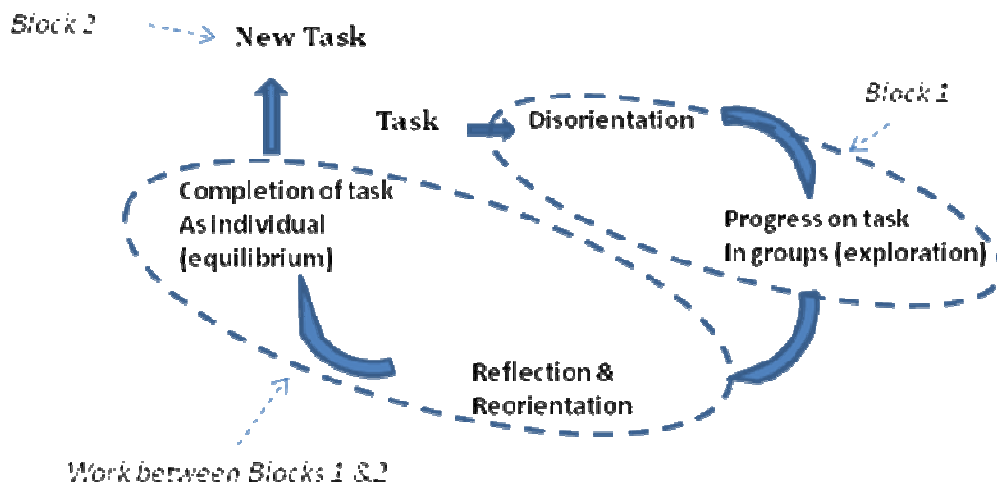 Block 2
New Task
Block 1
Task
Disorientation
Completion of task
As individual
(equilibrium)
Progress on task
In groups (exploration)
Reflection &
Reorientation
Work between Blocks 1 &2